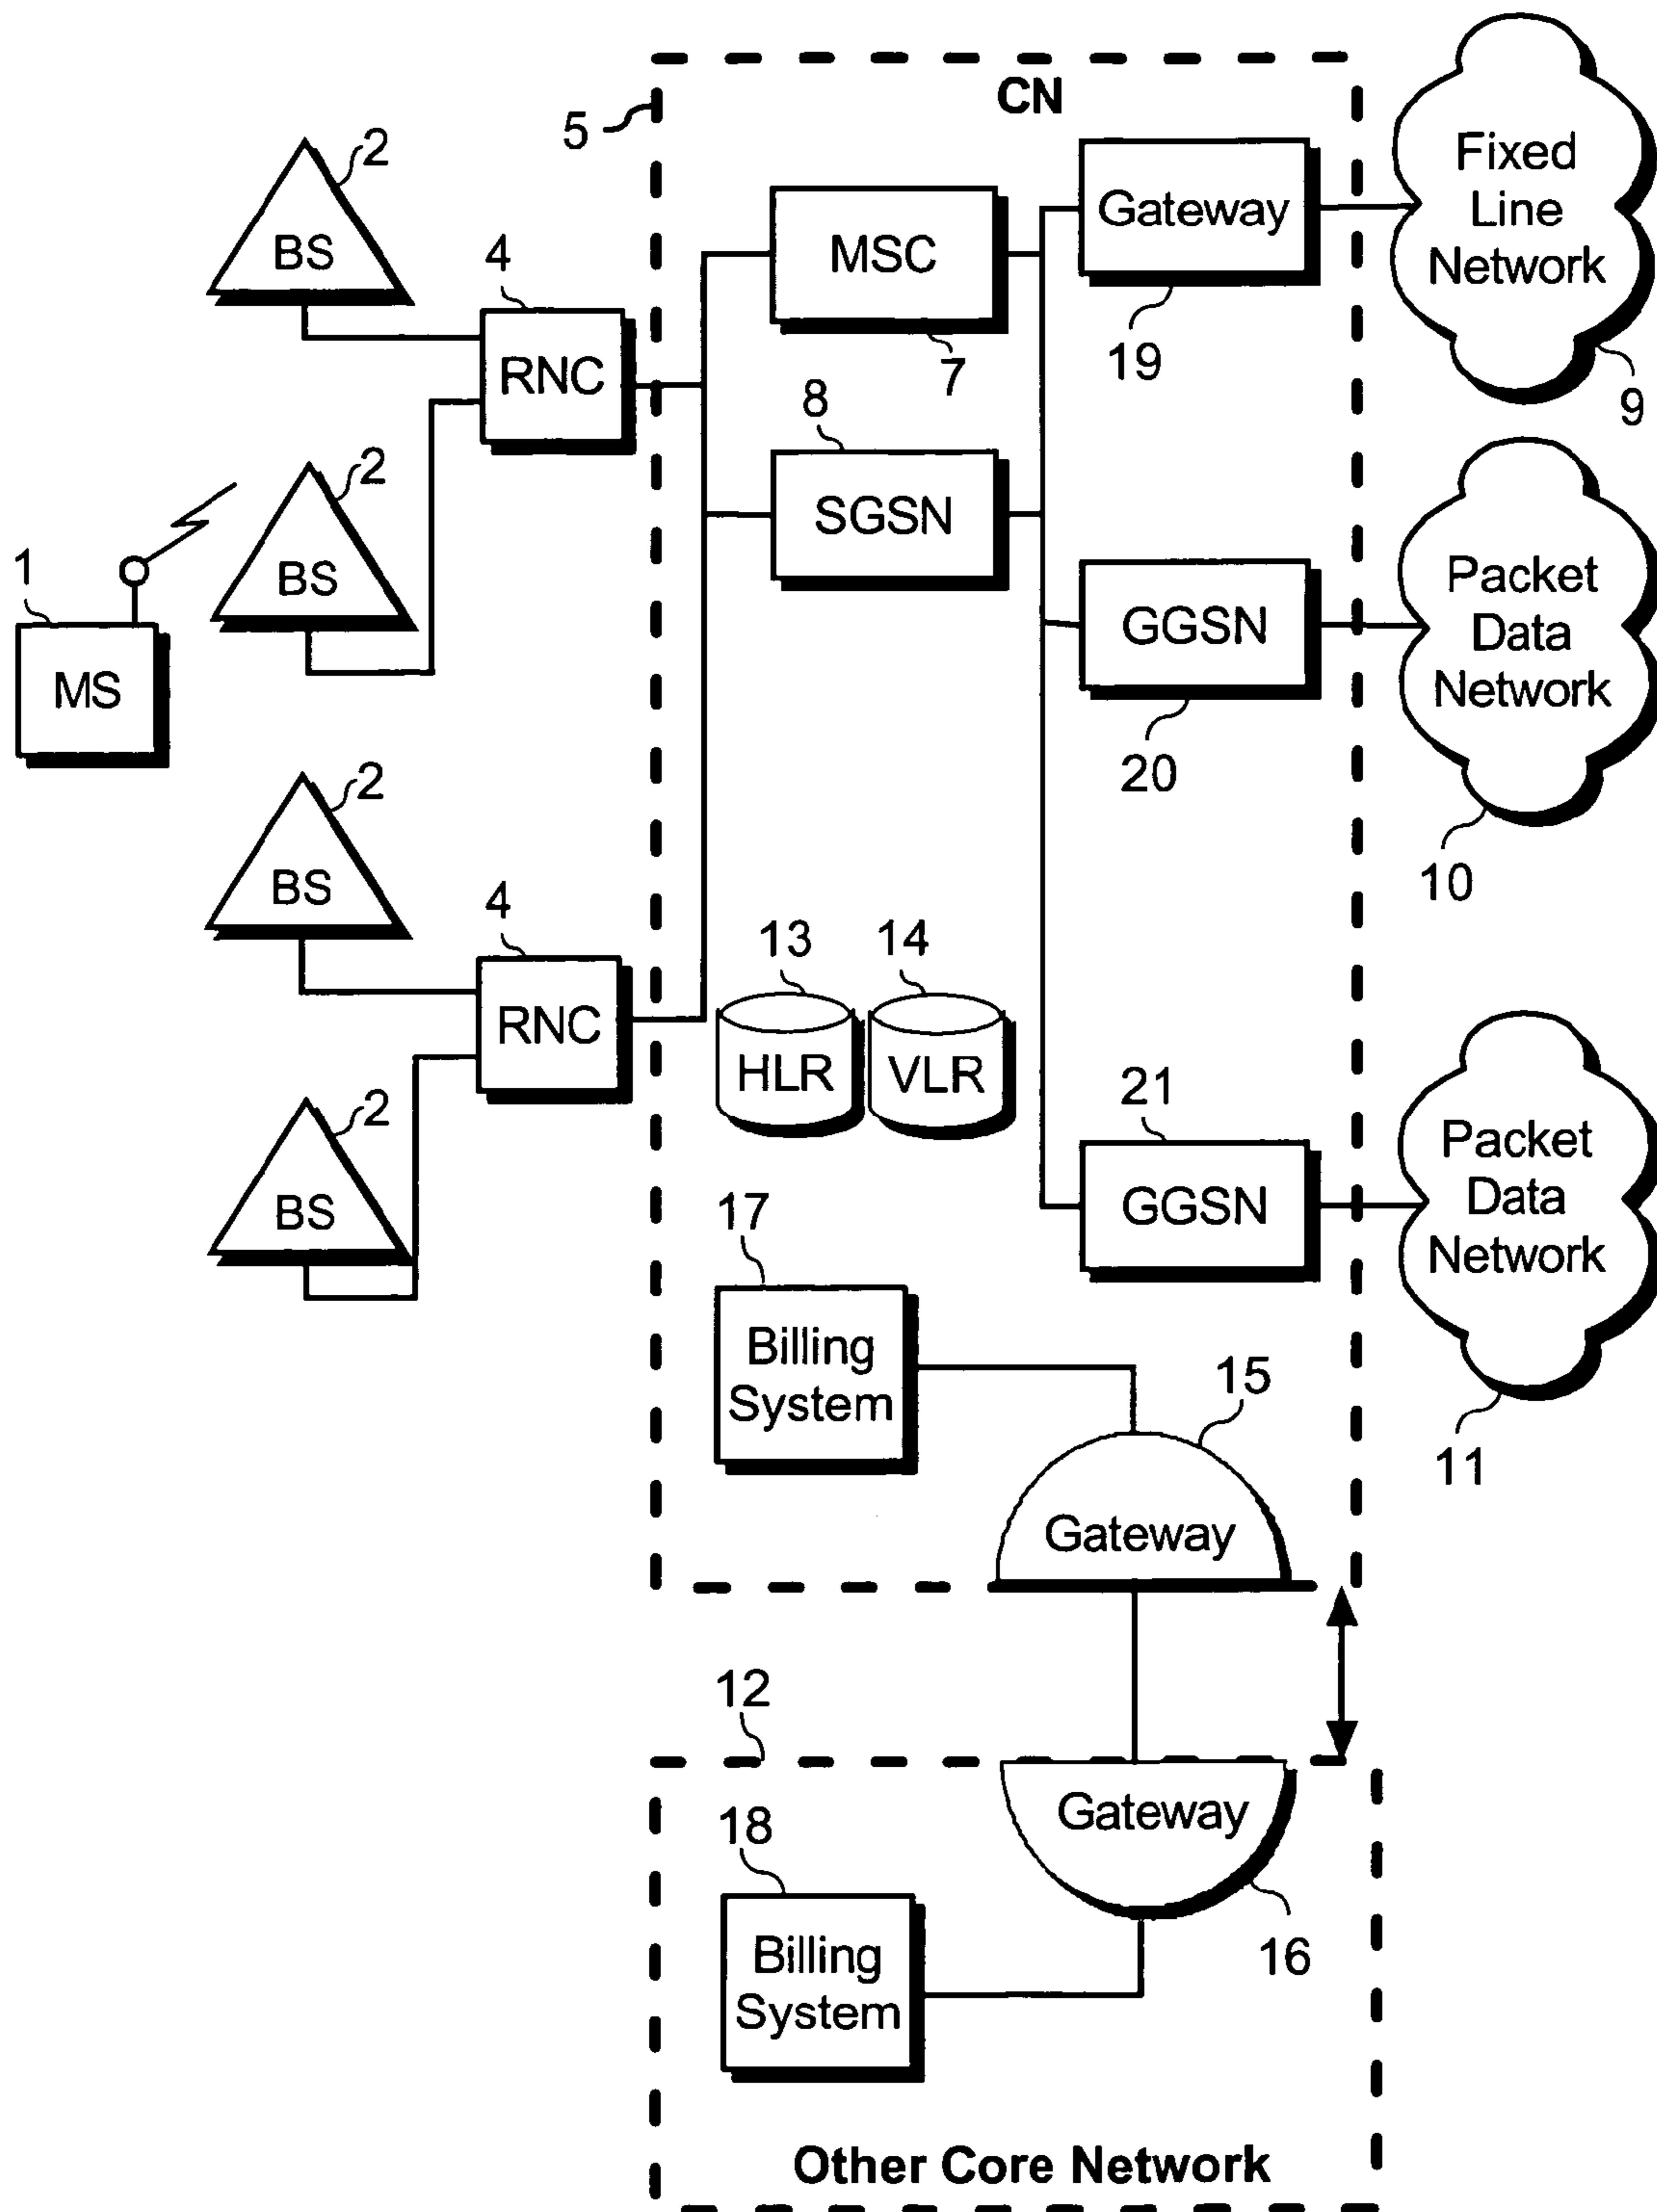 CN
5
Fixed
Line
Network
9
2
BS
4
RNC
MSC
7
Gateway
19
2
BS
8
SGSN
1
MS
GGSN
20
Packet
Data
Network
10
2
BS
4
RNC
13
HLR
14
VLR
2
BS
21
GGSN
Packet
Data
Network
11
17
Billing
System
15
Gateway
12
Gateway
16
18
Billing
System
Other Core Network